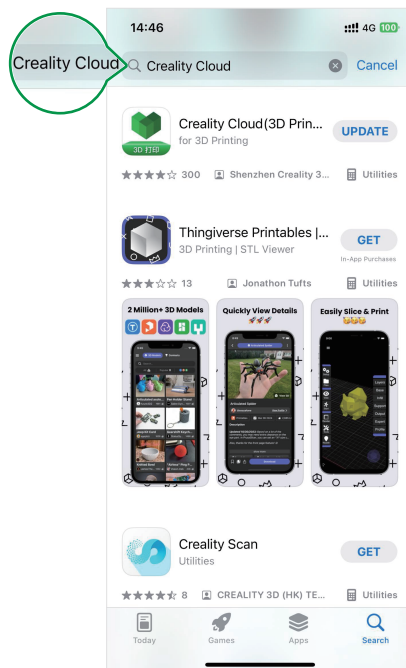 14:46
4G 100
Creality Cloud
Creality Cloud
Cancel
3D 打印
Creality Cloud(3D Prin...
for 3D Printing
UPDATE
300
Shenzhen Creality 3...
Utilities
Thingiverse Printables |...
3D Printing | STL Viewer
GET
In-App Purchases
13
Jonathon Tufts
Utilities
2 Million+ 3D Models
Quickly View Details
Easily Slice & Print
Creality Scan
Utilities
GET
8
CREALITY 3D (HK) TE...
Utilities
Today
Games
Apps
Search